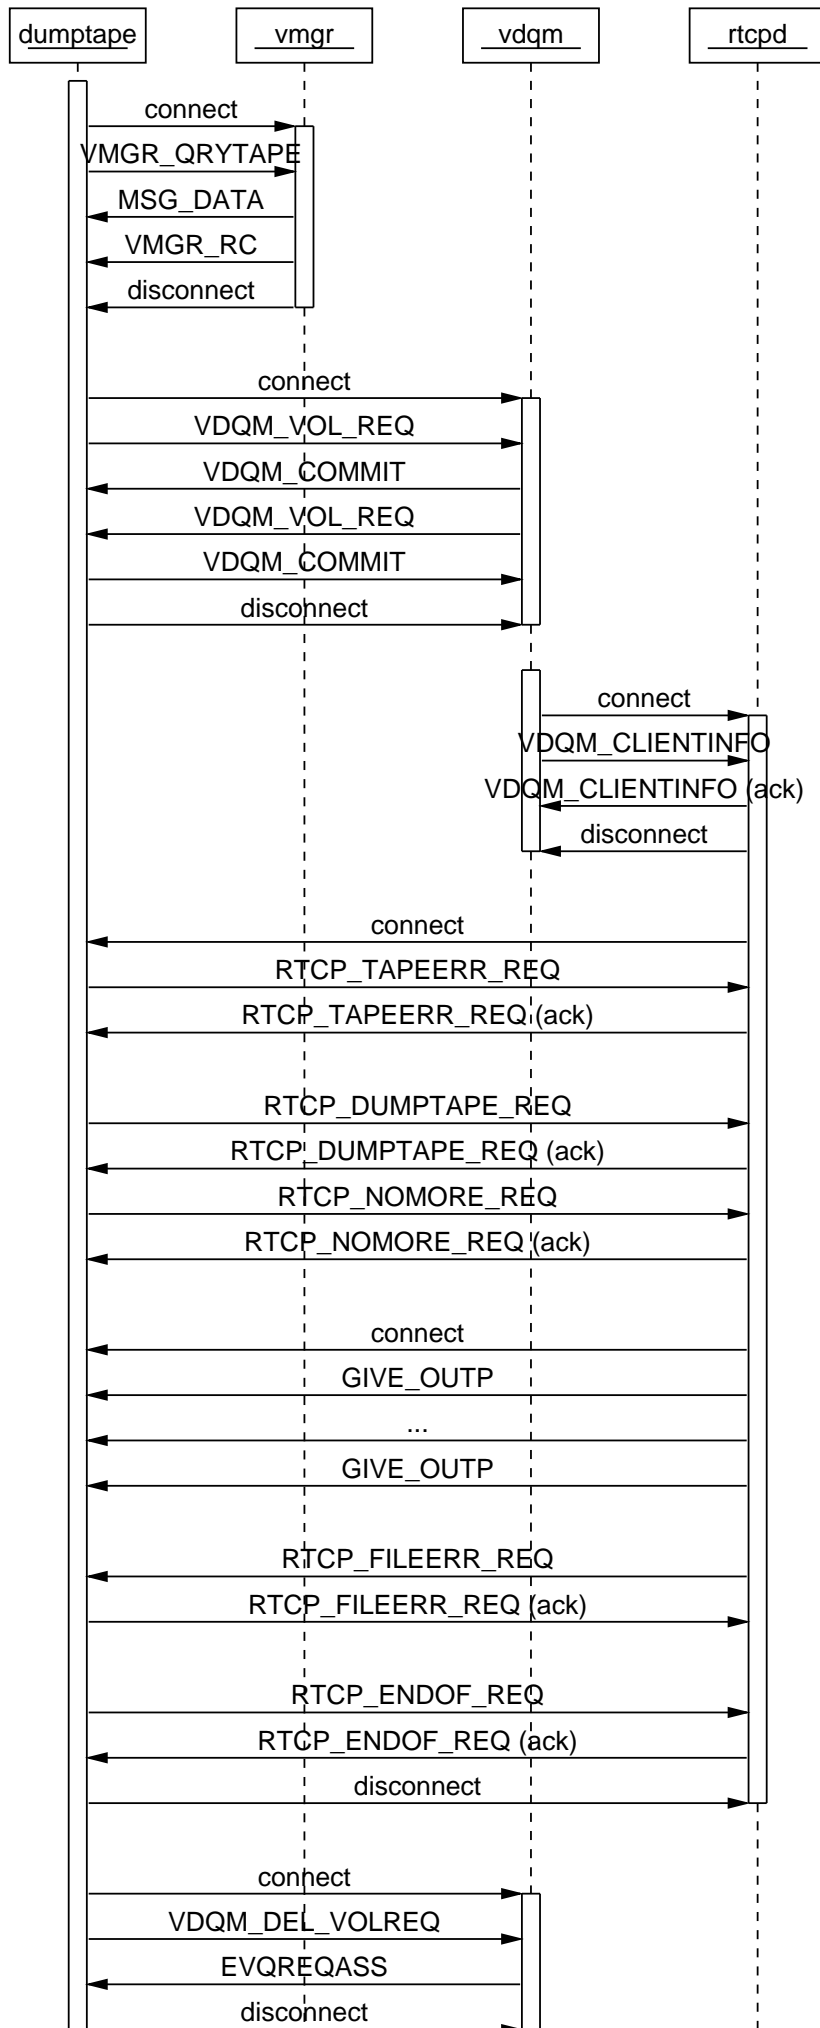 dumptape vmgr vdqm rtcpd
connect
VMGR_QRYTAPE
MSG_DATA
VMGR_RC
disconnect
connect
VDQM_VOL_REQ
VDQM_COMMIT
VDQM_VOL_REQ
VDQM_COMMIT
disconnect
connect
VDQM_CLIENTINFO
VDQM_CLIENTINFO (ack)
disconnect
connect
RTCP_TAPEERR_REQ
RTCP_TAPEERR_REQ (ack)
RTCP_DUMPTAPE_REQ
RTCP_DUMPTAPE_REQ (ack)
RTCP_NOMORE_REQ
RTCP_NOMORE_REQ (ack)
connect
GIVE_OUTP
...
GIVE_OUTP
RTCP_FILEERR_REQ
RTCP_FILEERR_REQ (ack)
RTCP_ENDOF_REQ
RTCP_ENDOF_REQ (ack)
disconnect
connect
VDQM_DEL_VOLREQ
EVQREQASS
disconnect